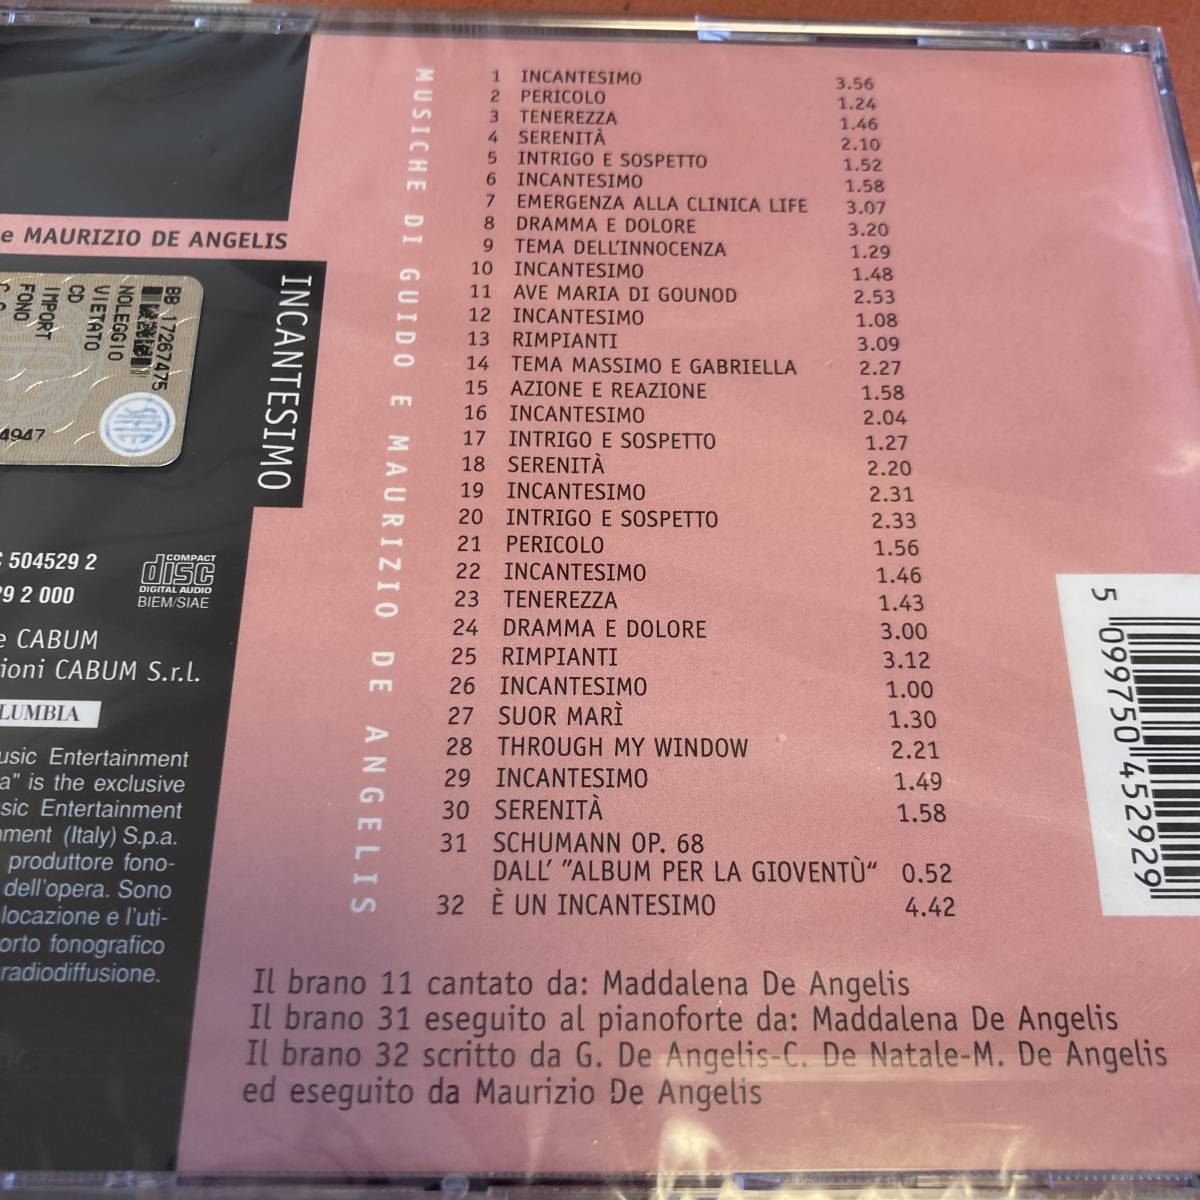 e MAURIZIO DE ANGELIS
BB 17267475
NOLEGGIO
VIETATO
CD
IMPORT
FONO
4947
SIAE
INCANTESIMO
504529 2
29 2 000
COMPACT
disc
DIGITAL AUDIO
BIEM/SIAE
e CABUM
ioni CABUM S.r.l.
LUMBIA
usic Entertainment
a" is the exclusive
sic Entertainment
nment (Italy) S.p.a.
produttore fono-
dell'opera. Sono
locazione e l'uti-
orto fonografico
radiodiffusione.
MUSICHE DI GUIDO E MAURIZIO DE ANGELIS
1 INCANTESIMO 3.56
2 PERICOLO 1.24
3 TENEREZZA 1.46
4 SERENITÀ 2.10
5 INTRIGO E SOSPETTO 1.52
6 INCANTESIMO 1.58
7 EMERGENZA ALLA CLINICA LIFE 3.07
8 DRAMMA E DOLORE 3.20
9 TEMA DELL'INNOCENZA 1.29
10 INCANTESIMO 1.48
11 AVE MARIA DI GOUNOD 2.53
12 INCANTESIMO 1.08
13 RIMPIANTI 3.09
14 TEMA MASSIMO E GABRIELLA 2.27
15 AZIONE E REAZIONE 1.58
16 INCANTESIMO 2.04
17 INTRIGO E SOSPETTO 1.27
18 SERENITÀ 2.20
19 INCANTESIMO 2.31
20 INTRIGO E SOSPETTO 2.33
21 PERICOLO 1.56
22 INCANTESIMO 1.46
23 TENEREZZA 1.43
24 DRAMMA E DOLORE 3.00
25 RIMPIANTI 3.12
26 INCANTESIMO 1.00
27 SUOR MARÌ 1.30
28 THROUGH MY WINDOW 2.21
29 INCANTESIMO 1.49
30 SERENITÀ 1.58
31 SCHUMANN OP. 68
DALL' "ALBUM PER LA GIOVENTÙ" 0.52
32 È UN INCANTESIMO 4.42
Il brano 11 cantato da: Maddalena De Angelis
Il brano 31 eseguito al pianoforte da: Maddalena De Angelis
Il brano 32 scritto da G. De Angelis-C. De Natale-M. De Angelis
ed eseguito da Maurizio De Angelis
5 099750 452929